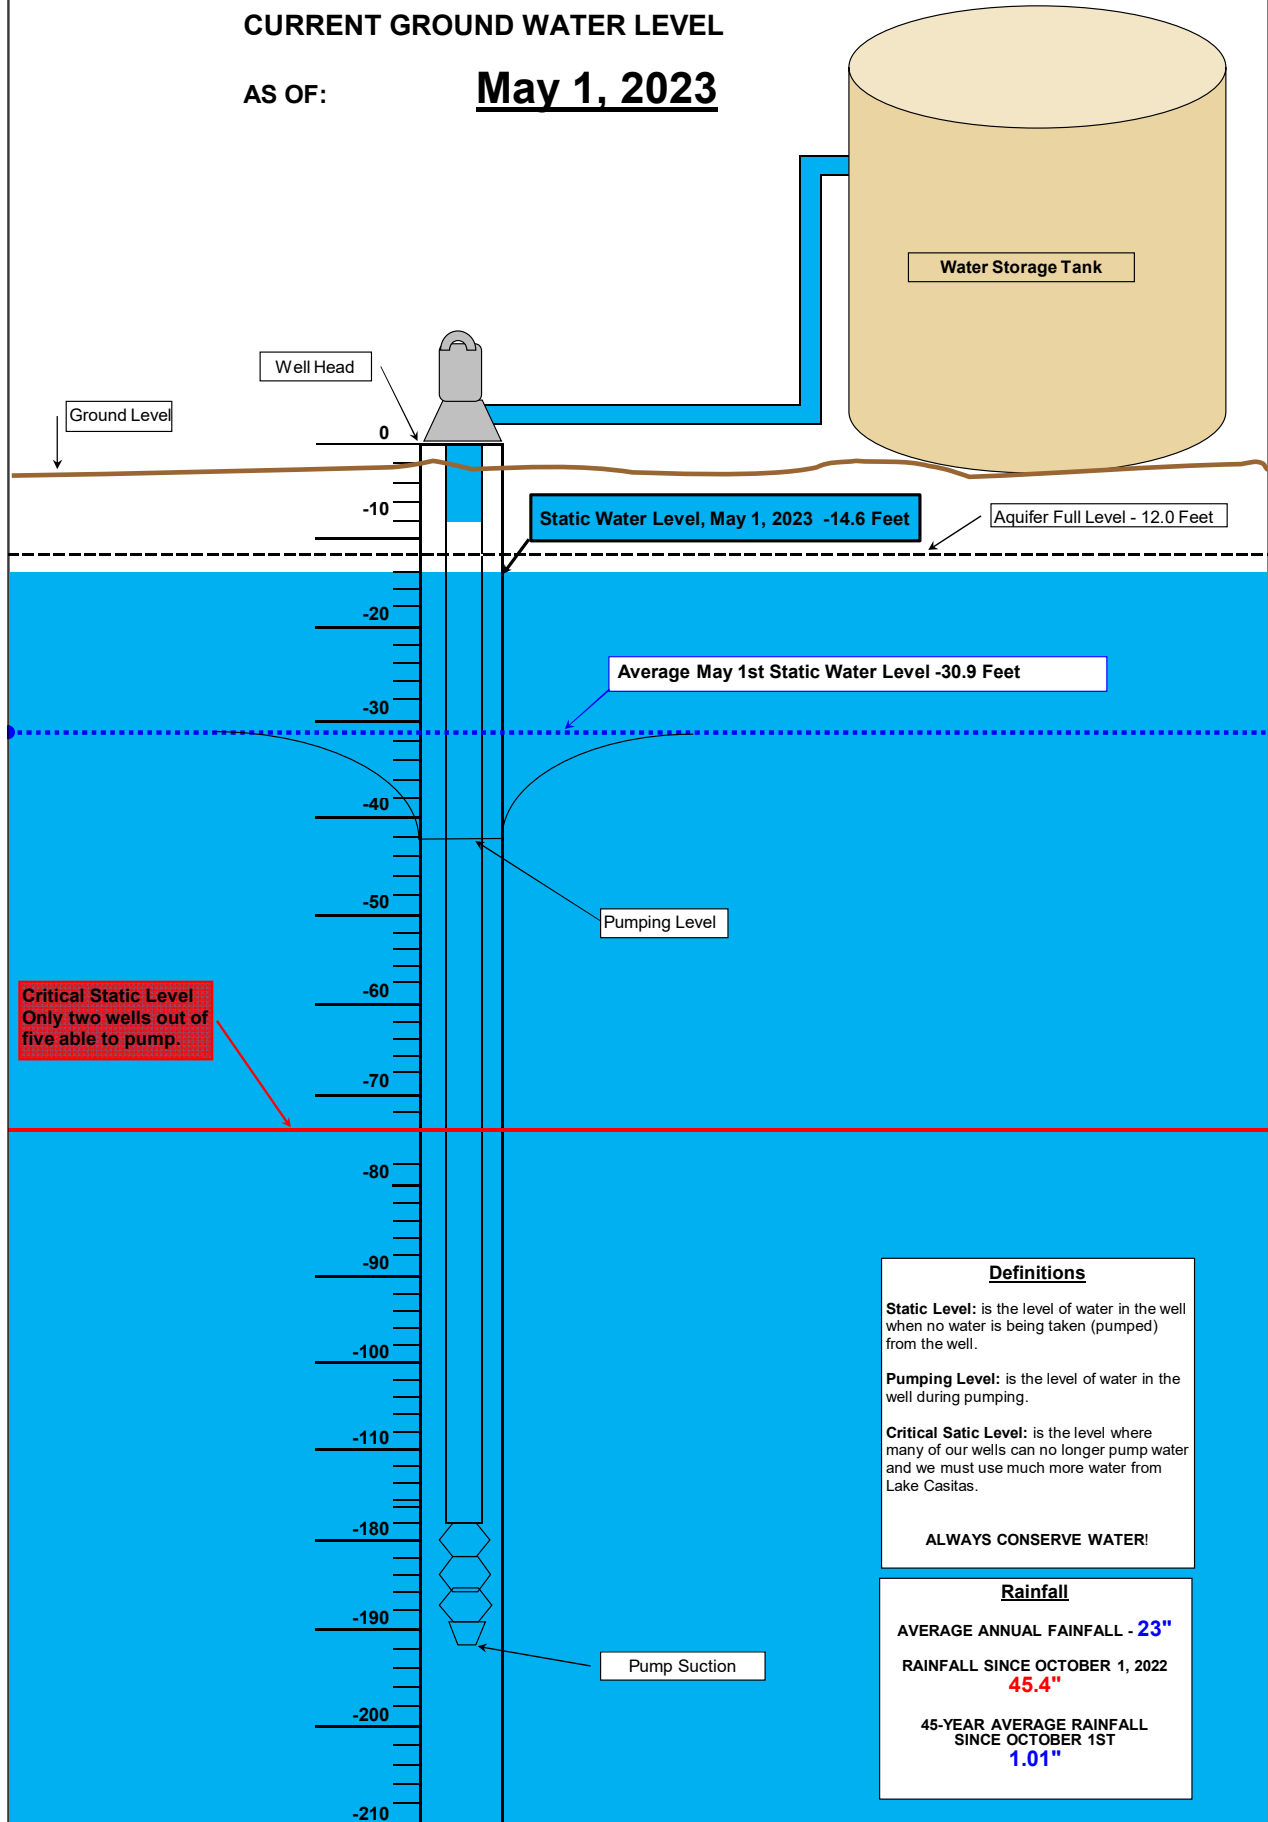 CURRENT GROUND WATER LEVEL
AS OF: May 1, 2023
Water Storage Tank
Well Head
Ground Level
0
-10
Static Water Level, May 1, 2023 -14.6 Feet
Aquifer Full Level - 12.0 Feet
-20
Average May 1st Static Water Level -30.9 Feet
-30
-40
-50
Pumping Level
-60
Critical Static Level
Only two wells out of
five able to pump.
-70
-80
-90
-100
-110
-180
-190
Pump Suction
-200
-210
Definitions
Static Level: is the level of water in the well
when no water is being taken (pumped)
from the well.
Pumping Level: is the level of water in the
well during pumping.
Critical Satic Level: is the level where
many of our wells can no longer pump water
and we must use much more water from
Lake Casitas.
ALWAYS CONSERVE WATER!
Rainfall
AVERAGE ANNUAL FAINFALL - 23"
RAINFALL SINCE OCTOBER 1, 2022
45.4"
45-YEAR AVERAGE RAINFALL
SINCE OCTOBER 1ST
1.01"